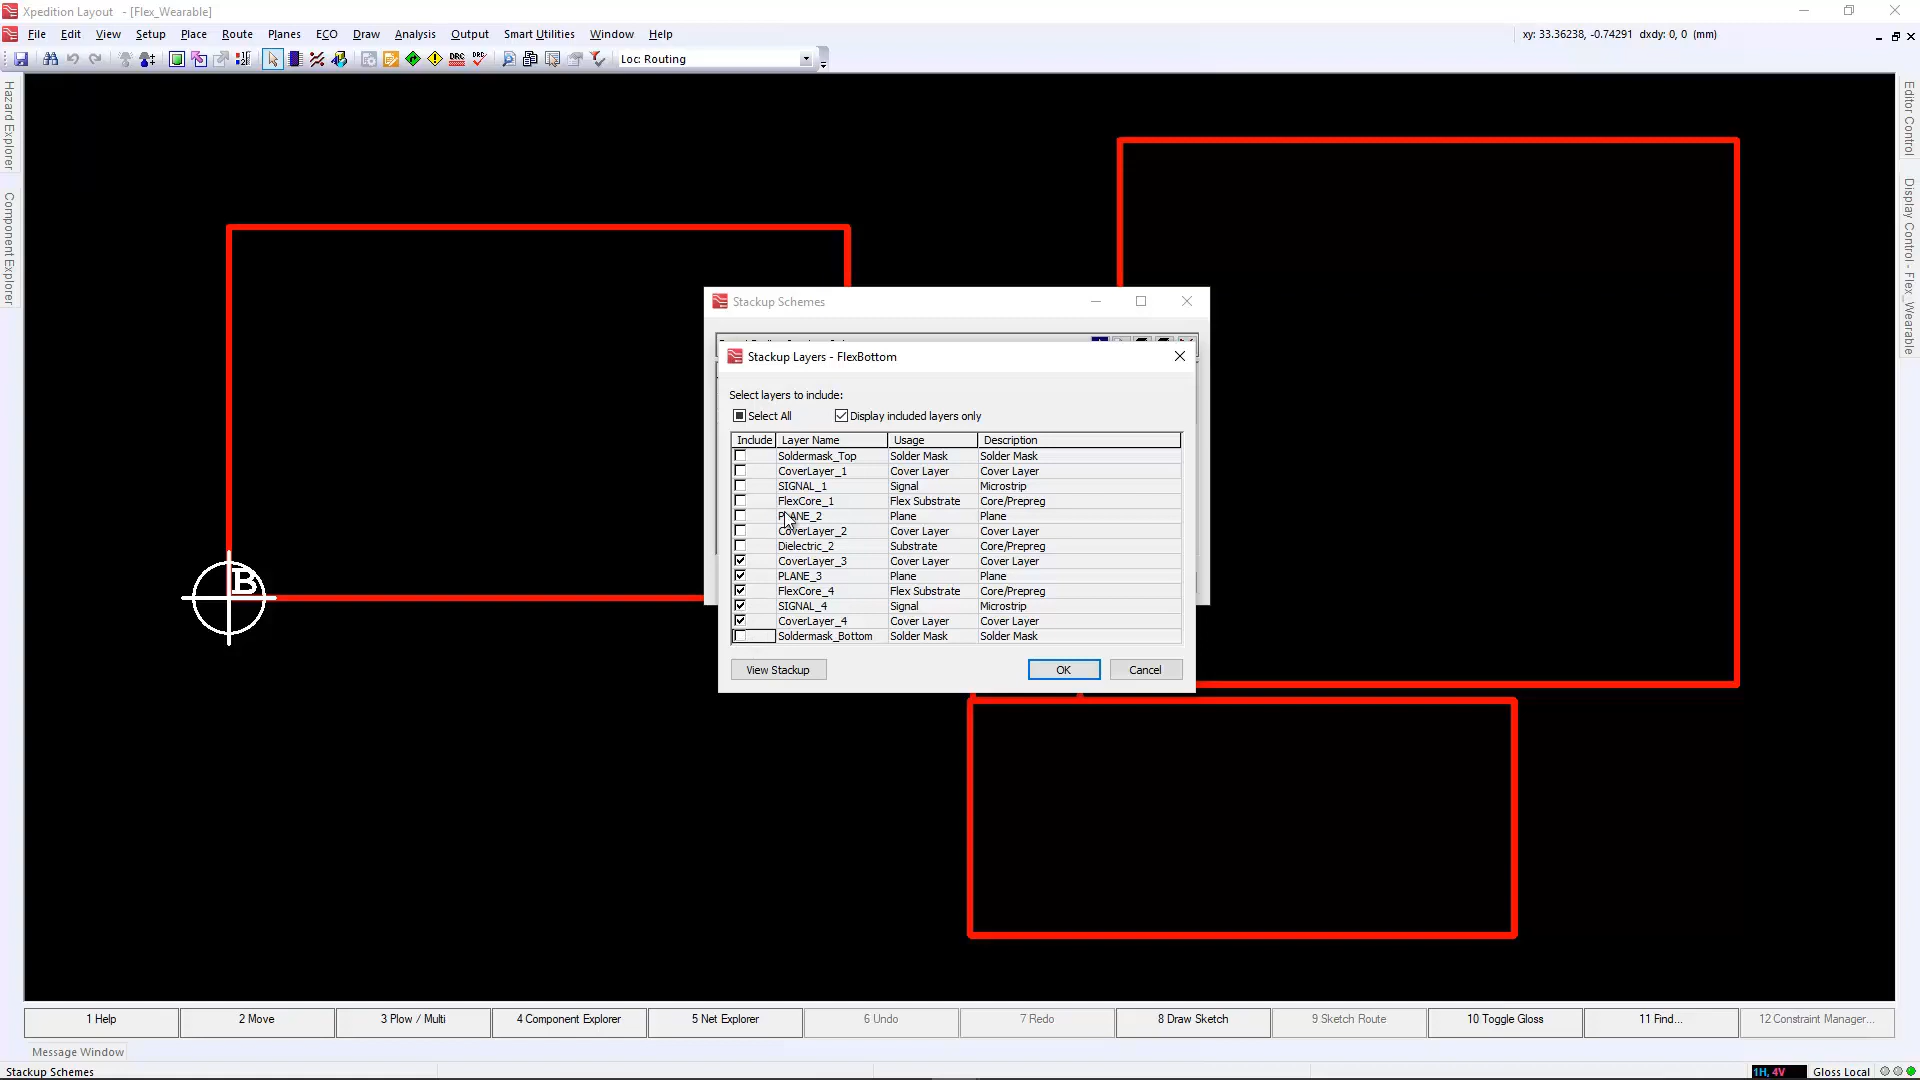 Xpedition Layout - [Flex_Wearable]
File Edit View Setup Place Route Planes ECO Draw Analysis Output Smart Utilities Window Help
xy: 33.36238, -0.74291 dxdy: 0, 0 (mm)
Loc: Routing
Hazard Explorer
Component Explorer
Editor Control
Display Control - Flex_Wearable
B
Stackup Schemes
Stackup Layers - FlexBottom
Select layers to include:
Select All Display included layers only
Include Layer Name Usage Description
Soldermask_Top Solder Mask Solder Mask
CoverLayer_1 Cover Layer Cover Layer
SIGNAL_1 Signal Microstrip
FlexCore_1 Flex Substrate Core/Prepreg
PLANE_2 Plane Plane
CoverLayer_2 Cover Layer Cover Layer
Dielectric_2 Substrate Core/Prepreg
CoverLayer_3 Cover Layer Cover Layer
PLANE_3 Plane Plane
FlexCore_4 Flex Substrate Core/Prepreg
SIGNAL_4 Signal Microstrip
CoverLayer_4 Cover Layer Cover Layer
Soldermask_Bottom Solder Mask Solder Mask
View Stackup OK Cancel
1 Help 2 Move 3 Plow / Multi 4 Component Explorer 5 Net Explorer 6 Undo 7 Redo 8 Draw Sketch 9 Sketch Route 10 Toggle Gloss 11 Find... 12 Constraint Manager...
Message Window
Stackup Schemes
1H, 4V Gloss Local